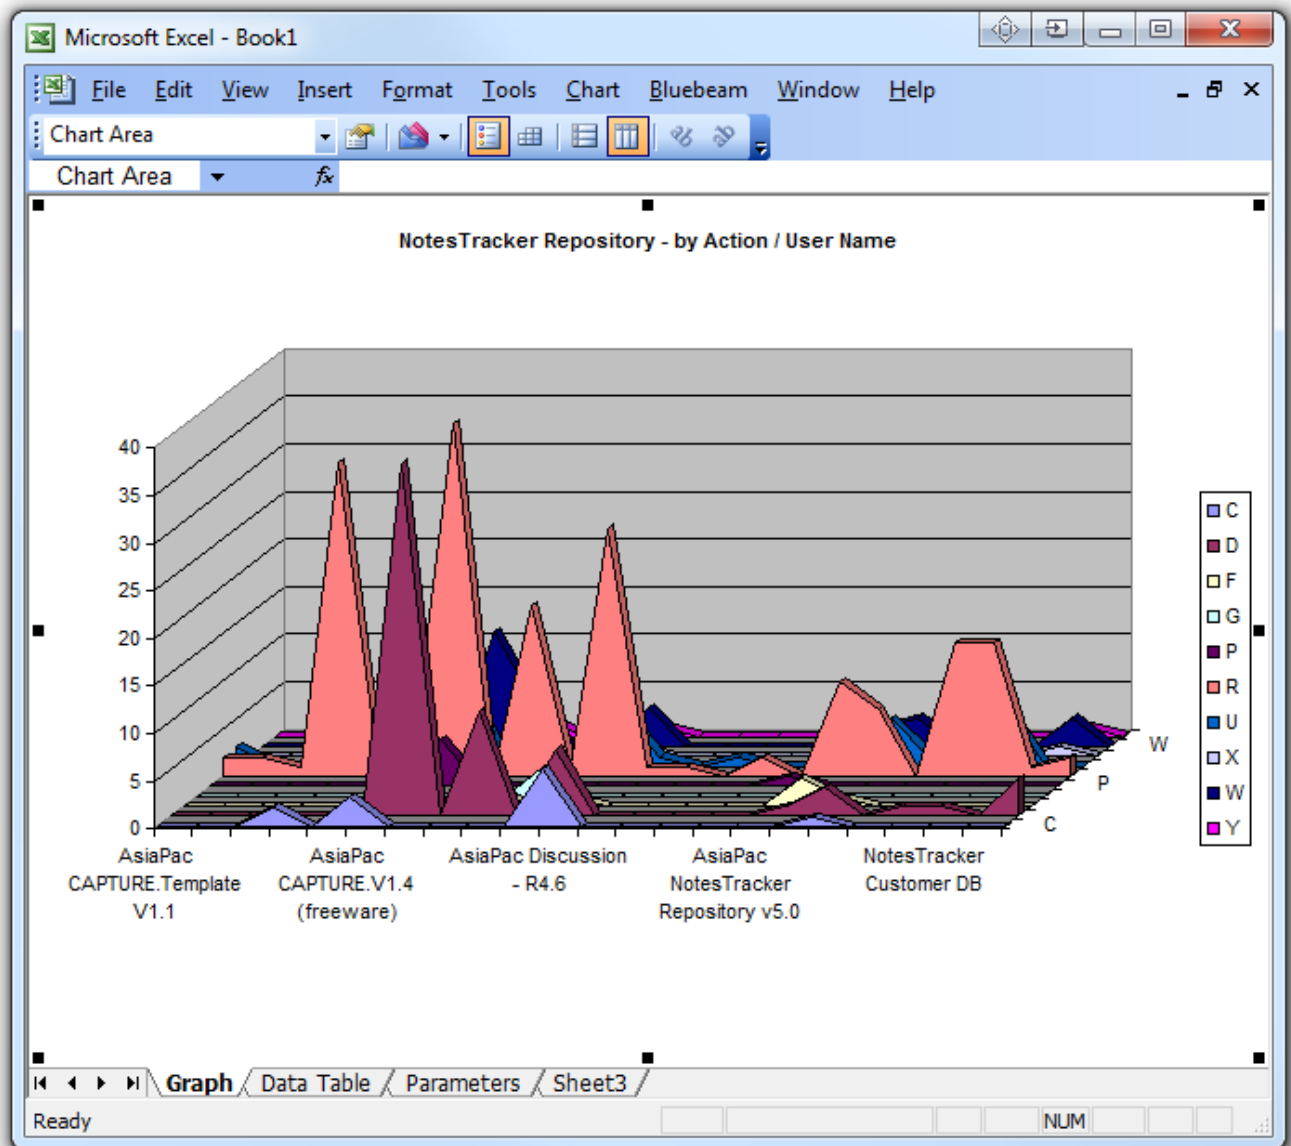 Microsoft Excel - Book1
File Edit View Insert Format Tools Chart Bluebeam Window Help
Chart Area
Chart Area fx
NotesTracker Repository - by Action / User Name
40
35
30
25
20
15
10
5
0
C
D
F
G
P
R
U
X
W
Y
W
P
C
AsiaPac CAPTURE.Template V1.1
AsiaPac CAPTURE.V1.4 (freeware)
AsiaPac Discussion - R4.6
AsiaPac NotesTracker Repository v5.0
NotesTracker Customer DB
Graph Data Table Parameters Sheet3
Ready NUM